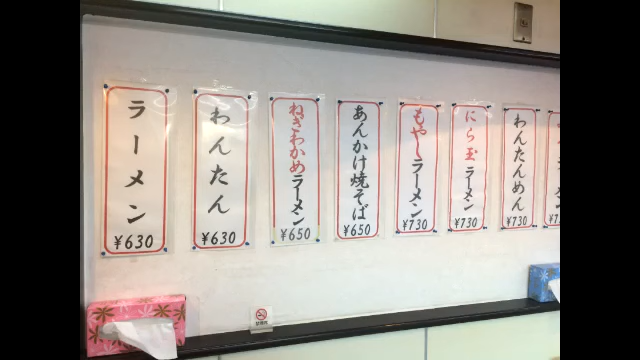 ラーメン
¥630
わんたん
¥630
ねぎわかめラーメン
¥650
あんかけ焼そば
¥650
もやしラーメン
¥730
にら玉ラーメン
¥730
わんたんめん
¥730